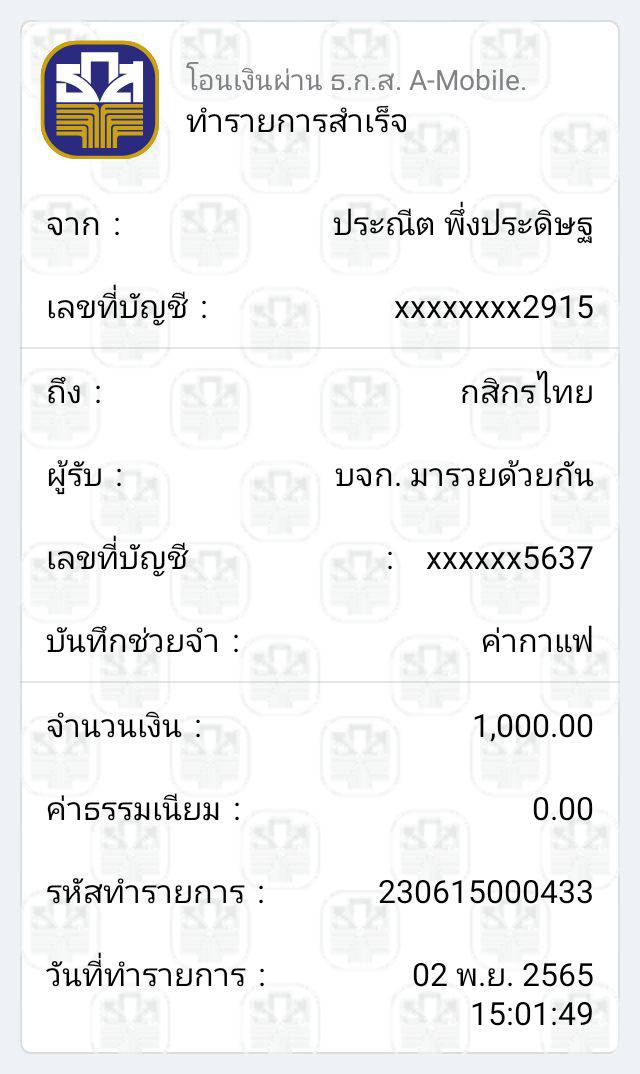 โอนเงินผ่าน ธ.ก.ส. A-Mobile.
ทำรายการสำเร็จ
จาก : ประณีต พึ่งประดิษฐ
เลขที่บัญชี : xxxxxxxx2915
ถึง : กสิกรไทย
ผู้รับ : บจก. มารวยด้วยกัน
เลขที่บัญชี : xxxxxx5637
บันทึกช่วยจำ : ค่ากาแฟ
จำนวนเงิน : 1,000.00
ค่าธรรมเนียม : 0.00
รหัสทำรายการ : 230615000433
วันที่ทำรายการ : 02 พ.ย. 2565
15:01:49